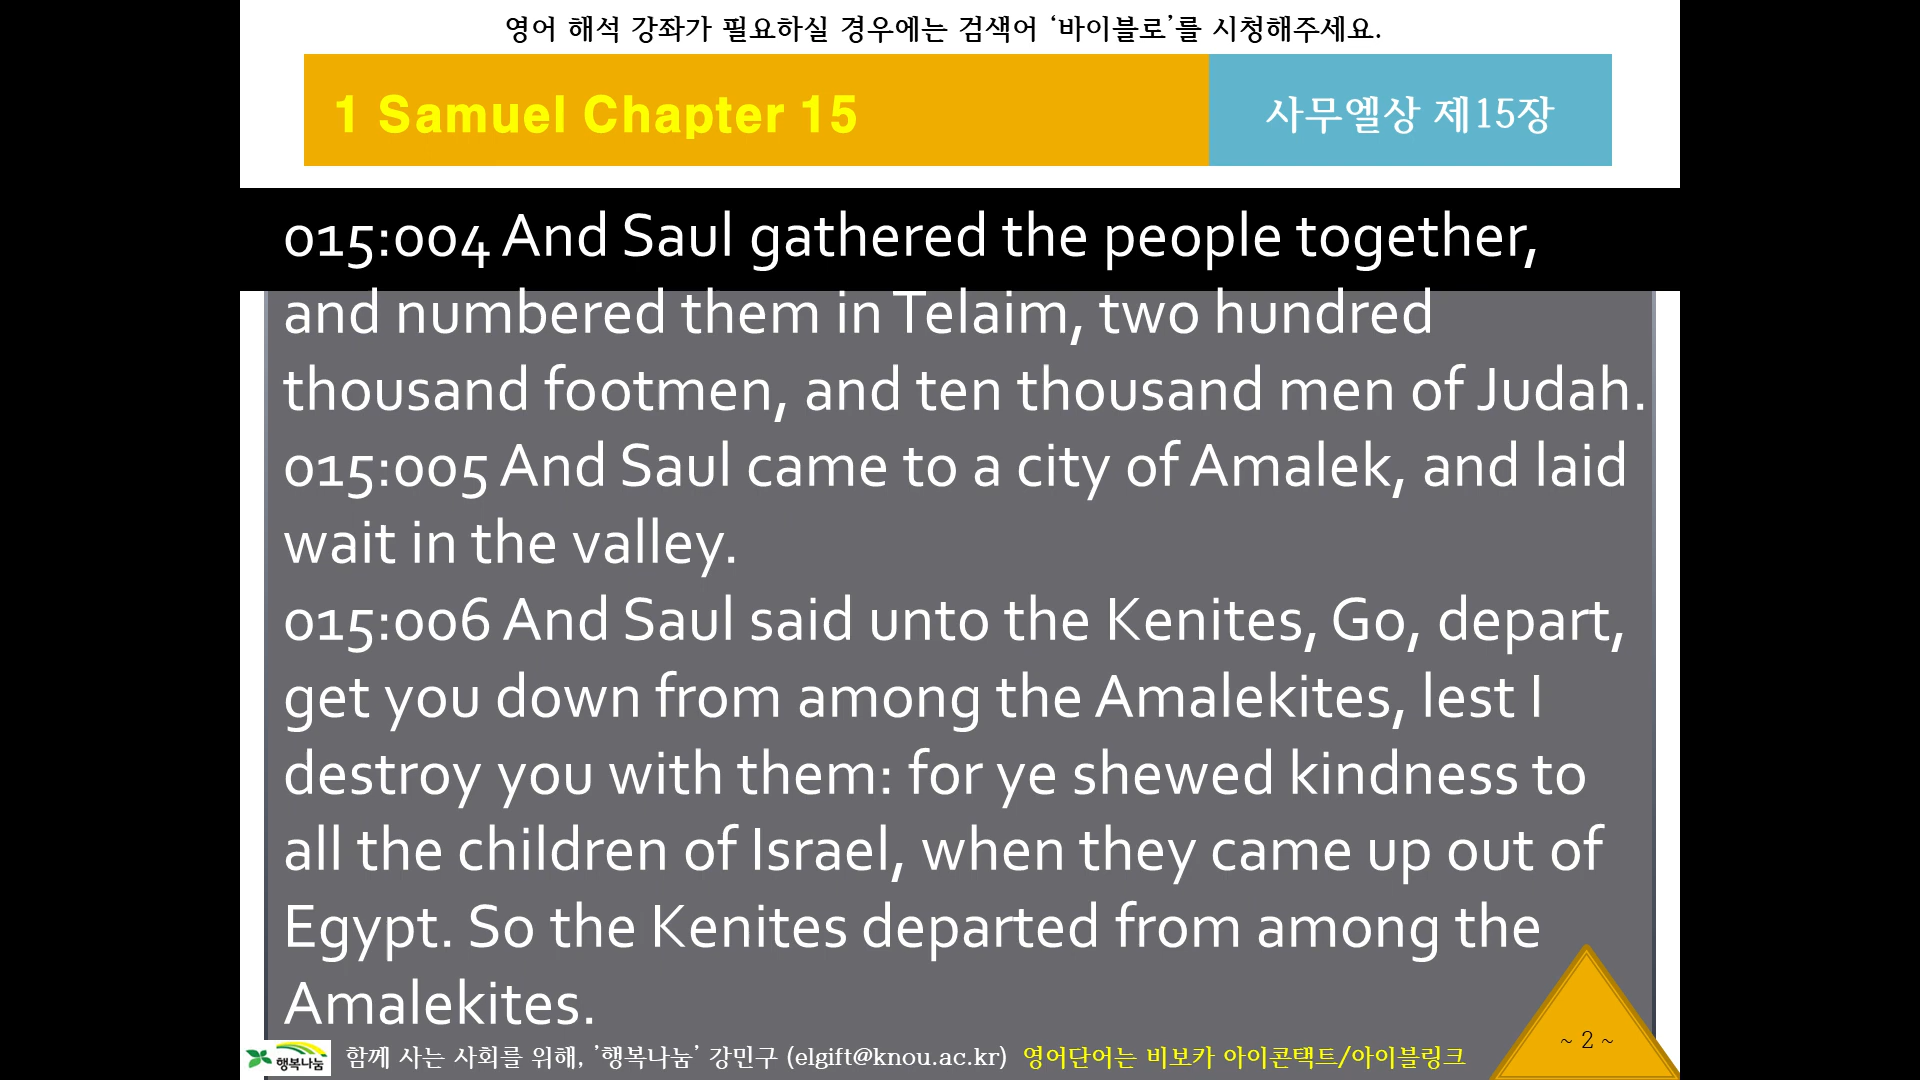 영어 해석 강좌가 필요하실 경우에는 검색어 ‘바이블로’를 시청해주세요.
1 Samuel Chapter 15
사무엘상 제15장
015:004 And Saul gathered the people together,
and numbered them in Telaim, two hundred
thousand footmen, and ten thousand men of Judah.
015:005 And Saul came to a city of Amalek, and laid
wait in the valley.
015:006 And Saul said unto the Kenites, Go, depart,
get you down from among the Amalekites, lest I
destroy you with them: for ye shewed kindness to
all the children of Israel, when they came up out of
Egypt. So the Kenites departed from among the
Amalekites.
~ 2 ~
행복나눔
함께 사는 사회를 위해, ’행복나눔’ 강민구 (elgift@knou.ac.kr) 영어단어는 비보카 아이콘택트/아이블링크